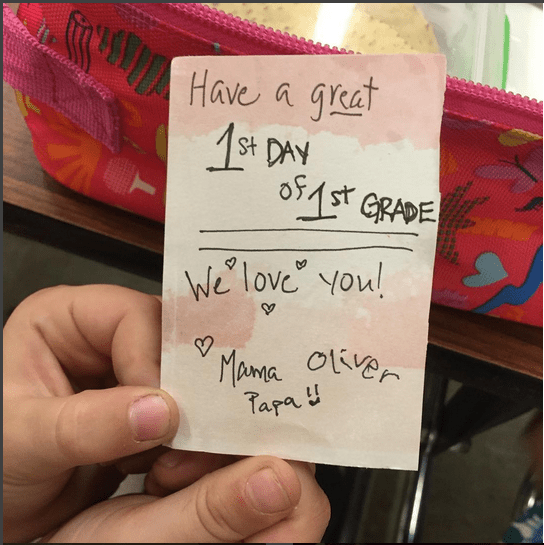 Have a great
1st DAY
of 1st GRADE
We love you!
Mama Oliver
Papa!!